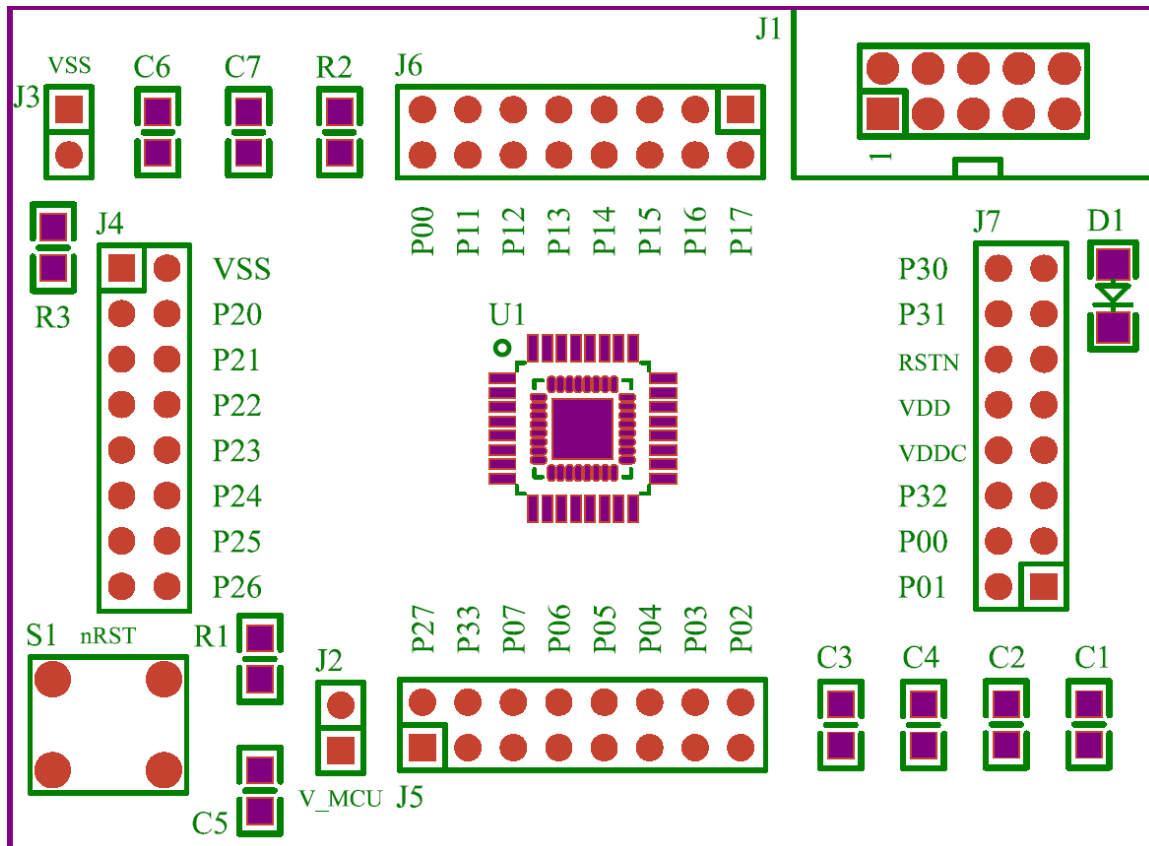 J1
VSS
C6
C7
R2
J6
J3
1
P00
P11
P12
P13
P14
P15
P16
P17
J4
J7
D1
VSS
P20
P21
P22
P23
P24
P25
P26
R3
U1
P30
P31
RSTN
VDD
VDDC
P32
P00
P01
S1
nRST
R1
J2
P27
P33
P07
P06
P05
P04
P03
P02
C3
C4
C2
C1
C5
V_MCU
J5